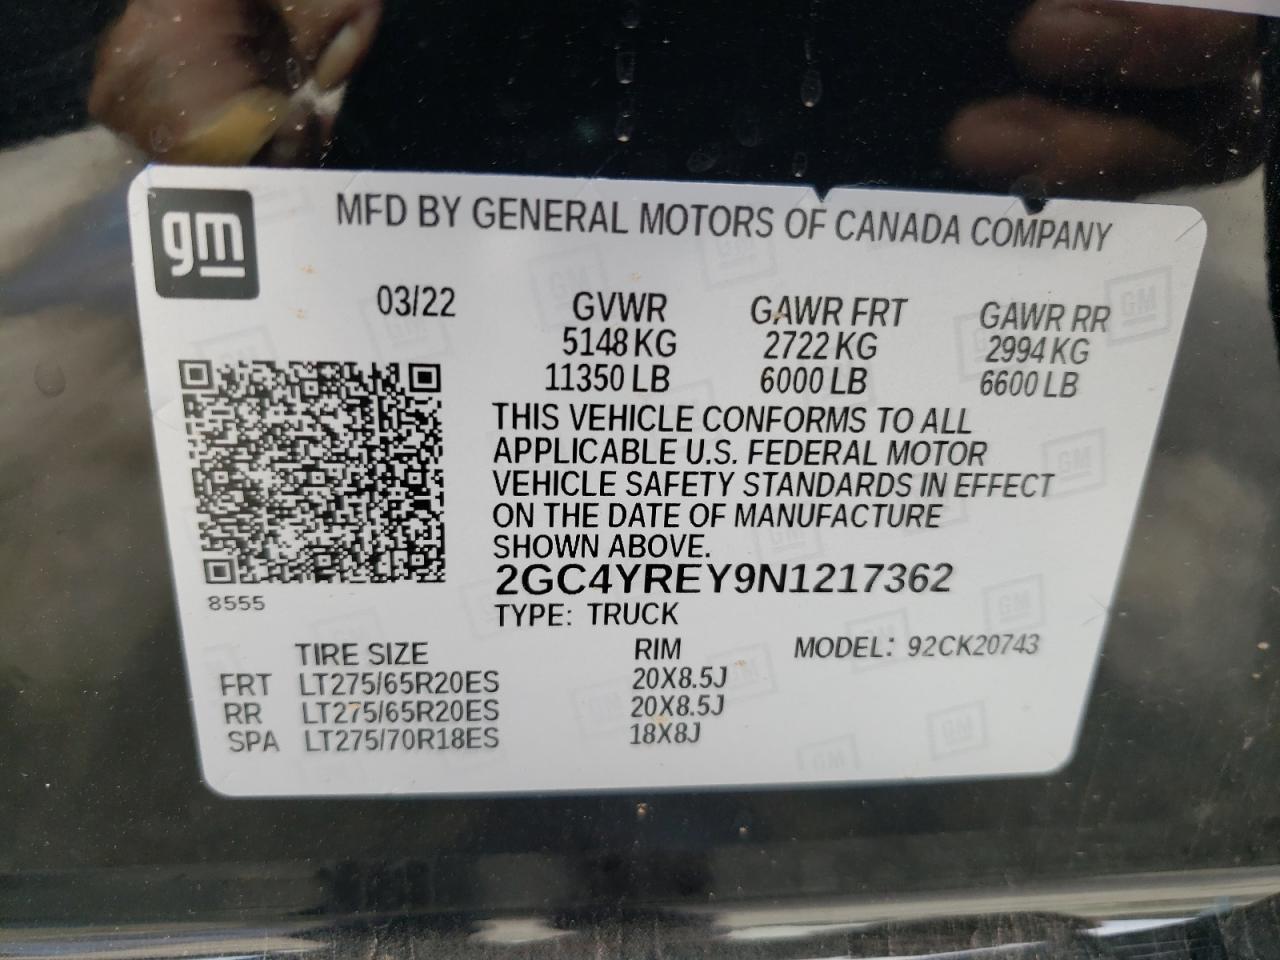 gm
MFD BY GENERAL MOTORS OF CANADA COMPANY
03/22 GVWR GAWR FRT GAWR RR
5148 KG 2722 KG 2994 KG
11350 LB 6000 LB 6600 LB
THIS VEHICLE CONFORMS TO ALL
APPLICABLE U.S. FEDERAL MOTOR
VEHICLE SAFETY STANDARDS IN EFFECT
ON THE DATE OF MANUFACTURE
SHOWN ABOVE.
2GC4YREY9N1217362
8555
TYPE: TRUCK
TIRE SIZE RIM MODEL: 92CK20743
FRT LT275/65R20ES 20X8.5J
RR LT275/65R20ES 20X8.5J
SPA LT275/70R18ES 18X8J